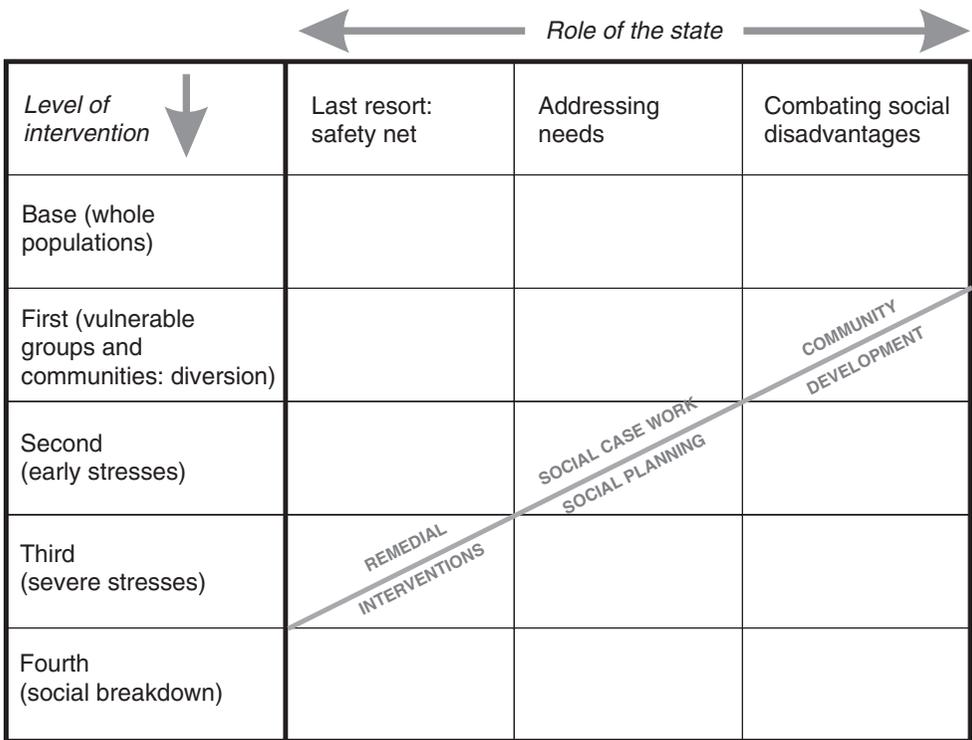 Role of the state
Level of
intervention
Last resort:
safety net
Addressing
needs
Combating social
disadvantages
Base (whole
populations)
First (vulnerable
groups and
communities: diversion)
COMMUNITY
DEVELOPMENT
Second
(early stresses)
SOCIAL CASE WORK
SOCIAL PLANNING
Third
(severe stresses)
REMEDIAL
INTERVENTIONS
Fourth
(social breakdown)